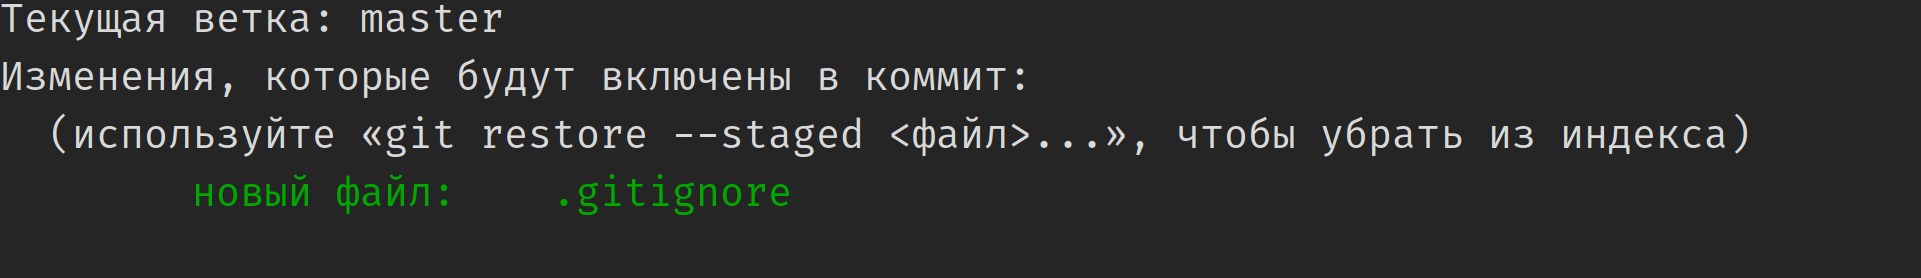 Текущая ветка: master
Изменения, которые будут включены в коммит:
(используйте «git restore --staged <файл>...», чтобы убрать из индекса)
новый файл: .gitignore